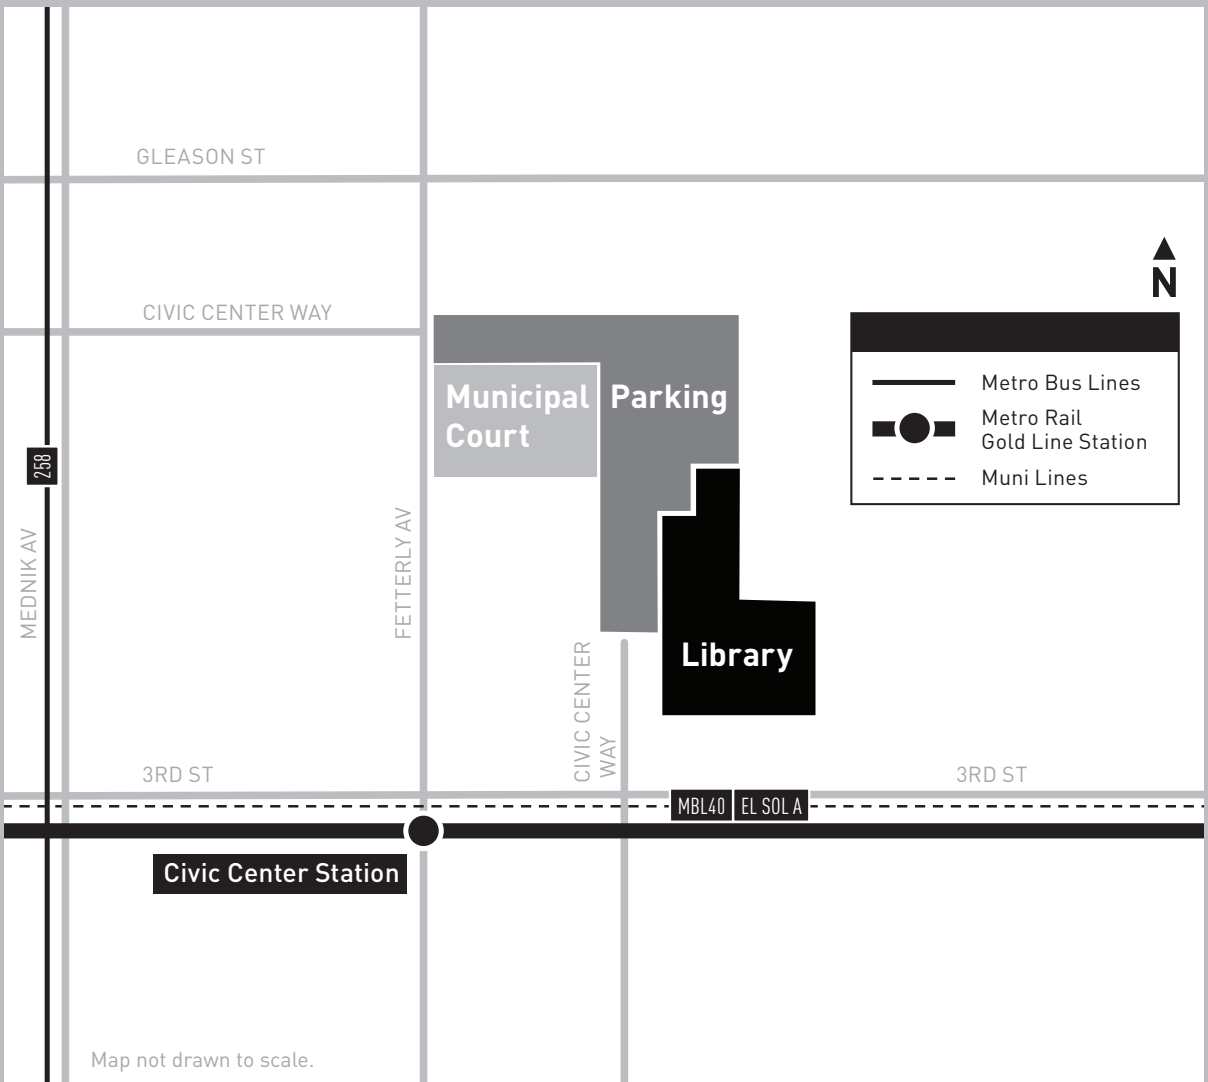 GLEASON ST
N
CIVIC CENTER WAY
Municipal
Court
Parking
Metro Bus Lines
Metro Rail
Gold Line Station
Muni Lines
258
MEDNIK AV
FETTERLY AV
Library
CIVIC CENTER
WAY
3RD ST
3RD ST
MBL40
EL SOL A
Civic Center Station
Map not drawn to scale.